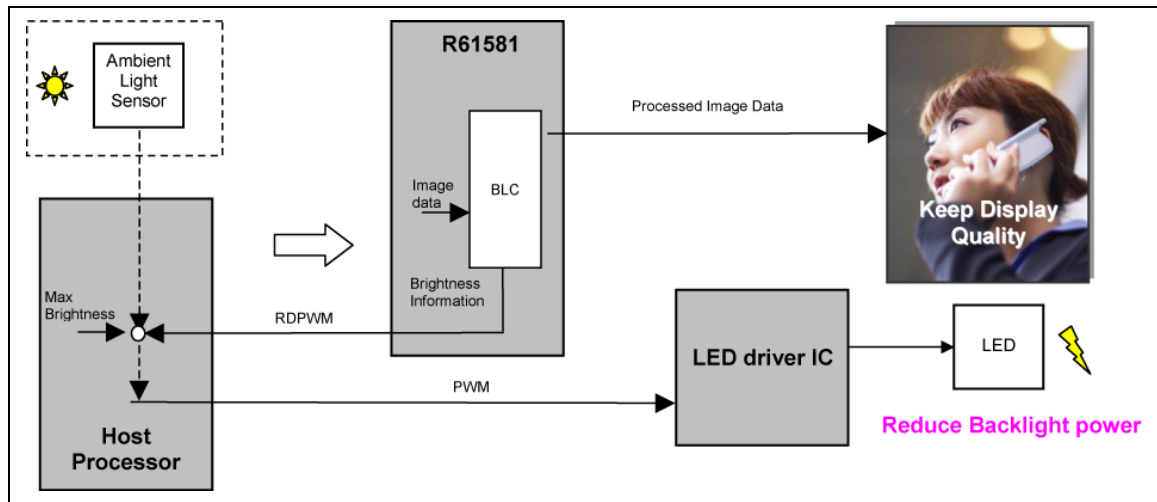 Ambient
Light
Sensor
R61581
Processed Image Data
BLC
Image
data
Keep Display
Quality
Brightness
Information
Max
Brightness
RDPWM
LED driver IC
LED
PWM
Reduce Backlight power
Host
Processor